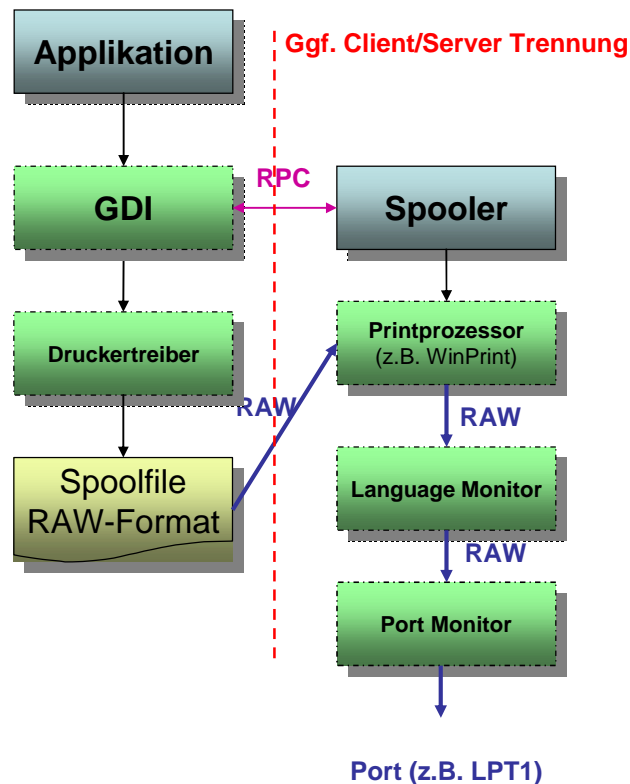 Applikation
Ggf. Client/Server Trennung
GDI
RPC
Spooler
Druckertreiber
Printprozessor
(z.B. WinPrint)
RAW
RAW
Spoolfile
RAW-Format
Language Monitor
RAW
Port Monitor
Port (z.B. LPT1)